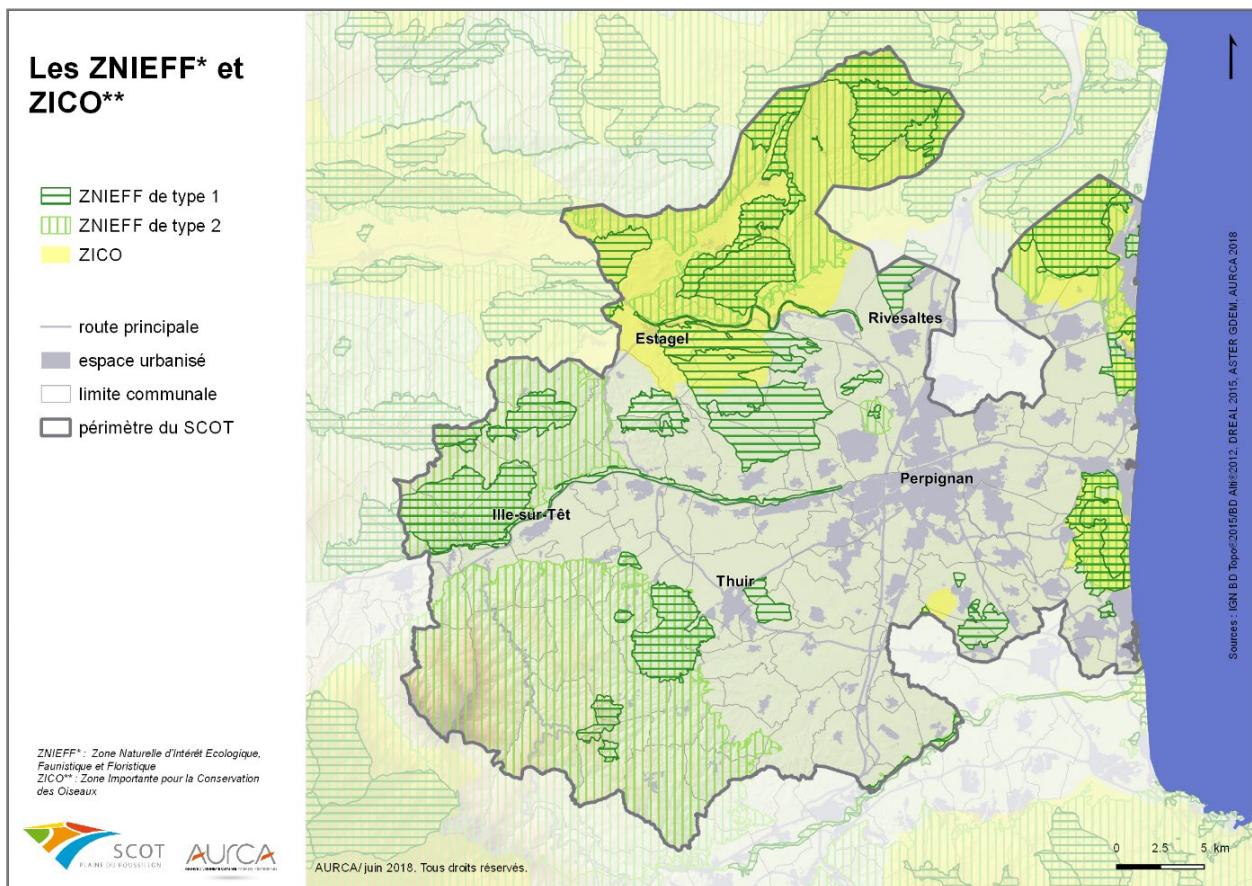 Les ZNIEFF* et
ZICO**
ZNIEFF de type 1
ZNIEFF de type 2
ZICO
route principale
espace urbanisé
limite communale
périmètre du SCOT
ZNIEFF* : Zone Naturelle d'Intérêt Ecologique,
Faunistique et Floristique
ZICO** : Zone Importante pour la Conservation
des Oiseaux
SCOT
PLAINE DU ROUSSILLON
AURCA
Estagel
Rivesaltes
Perpignan
Ille-sur-Têt
Thuir
AURCA/ juin 2018. Tous droits réservés.
0 2.5 5 km
Sources : IGN BD Topo®2015/BD Alti®2012, DREAL 2015, ASTER GDEM, AURCA 2018